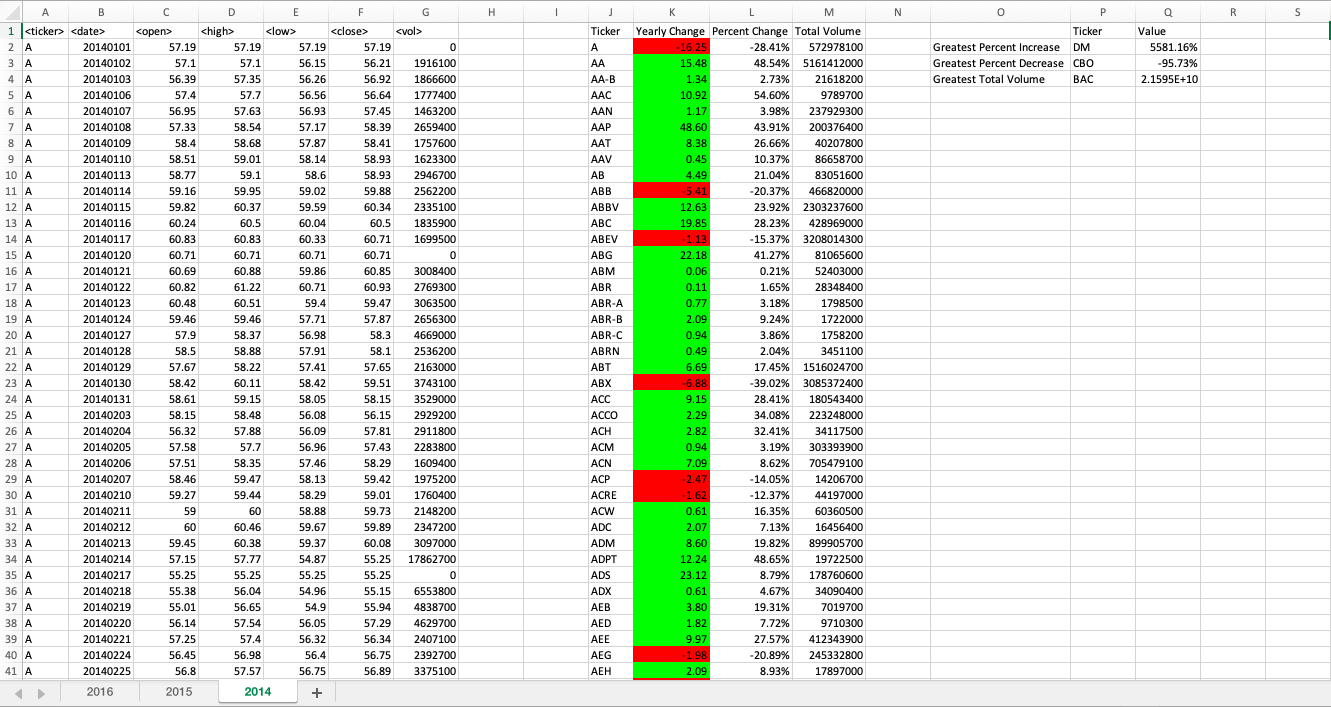 A B C D E F G H I J K L M N O P Q R S
1 <ticker> <date> <open> <high> <low> <close> <vol> Ticker Yearly Change Percent Change Total Volume Ticker Value
2 A 20140101 57.19 57.19 57.19 57.19 0 A -16.25 -28.41% 572978100 Greatest Percent Increase DM 5581.16%
3 A 20140102 57.1 57.1 56.15 56.21 1916100 AA 15.48 48.54% 5161412000 Greatest Percent Decrease CBO -95.73%
4 A 20140103 56.39 57.35 56.26 56.92 1866600 AA-B 1.34 2.73% 21618200 Greatest Total Volume BAC 2.1595E+10
5 A 20140106 57.4 57.7 56.56 56.64 1777400 AAC 10.92 54.60% 9789700
6 A 20140107 56.95 57.63 56.93 57.45 1463200 AAN 1.17 3.98% 237929300
7 A 20140108 57.33 58.54 57.17 58.39 2659400 AAP 48.60 43.91% 200376400
8 A 20140109 58.4 58.68 57.87 58.41 1757600 AAT 8.38 26.66% 40207800
9 A 20140110 58.51 59.01 58.14 58.93 1623300 AAV 0.45 10.37% 86658700
10 A 20140113 58.77 59.1 58.6 58.93 2946700 AB 4.49 21.04% 83051600
11 A 20140114 59.16 59.95 59.02 59.88 2562200 ABB -5.41 -20.37% 466820000
12 A 20140115 59.82 60.37 59.59 60.34 2335100 ABBV 12.63 23.92% 2303237600
13 A 20140116 60.24 60.5 60.04 60.5 1835900 ABC 19.85 28.23% 428969000
14 A 20140117 60.83 60.83 60.33 60.71 1699500 ABEV -1.13 -15.37% 3208014300
15 A 20140120 60.71 60.71 60.71 60.71 0 ABG 22.18 41.27% 81065600
16 A 20140121 60.69 60.88 59.86 60.85 3008400 ABM 0.06 0.21% 52403000
17 A 20140122 60.82 61.22 60.71 60.93 2769300 ABR 0.11 1.65% 28348400
18 A 20140123 60.48 60.51 59.4 59.47 3063500 ABR-A 0.77 3.18% 1798500
19 A 20140124 59.46 59.46 57.71 57.87 2656300 ABR-B 2.09 9.24% 1722000
20 A 20140127 57.9 58.37 56.98 58.3 4669000 ABR-C 0.94 3.86% 1758200
21 A 20140128 58.5 58.88 57.91 58.1 2536200 ABRN 0.49 2.04% 3451100
22 A 20140129 57.67 58.22 57.41 57.65 2163000 ABT 6.69 17.45% 1516024700
23 A 20140130 58.42 60.11 58.42 59.51 3743100 ABX -6.88 -39.02% 3085372400
24 A 20140131 58.61 59.15 58.05 58.15 3529000 ACC 9.15 28.41% 180543400
25 A 20140203 58.15 58.48 56.08 56.15 2929200 ACCO 2.29 34.08% 223248000
26 A 20140204 56.32 57.88 56.09 57.81 2911800 ACH 2.82 32.41% 34117500
27 A 20140205 57.58 57.7 56.96 57.43 2283800 ACM 0.94 3.19% 303393900
28 A 20140206 57.51 58.35 57.46 58.29 1609400 ACN 7.09 8.62% 705479100
29 A 20140207 58.46 59.47 58.13 59.42 1975200 ACP -2.47 -14.05% 14206700
30 A 20140210 59.27 59.44 58.29 59.01 1760400 ACRE -1.62 -12.37% 44197000
31 A 20140211 59 60 58.88 59.73 2148200 ACW 0.61 16.35% 60360500
32 A 20140212 60 60.46 59.67 59.89 2347200 ADC 2.07 7.13% 16456400
33 A 20140213 59.45 60.38 59.37 60.08 3097000 ADM 8.60 19.82% 899905700
34 A 20140214 57.15 57.77 54.87 55.25 17862700 ADPT 12.24 48.65% 19722500
35 A 20140217 55.25 55.25 55.25 55.25 0 ADS 23.12 8.79% 178760600
36 A 20140218 55.38 56.04 54.96 55.15 6553800 ADX 0.61 4.67% 34090400
37 A 20140219 55.01 56.65 54.9 55.94 4838700 AEB 3.80 19.31% 7019700
38 A 20140220 56.14 57.54 56.05 57.29 4629700 AED 1.82 7.72% 9710300
39 A 20140221 57.25 57.4 56.32 56.34 2407100 AEE 9.97 27.57% 412343900
40 A 20140224 56.45 56.98 56.4 56.75 2392700 AEG -1.98 -20.89% 245332800
41 A 20140225 56.8 57.57 56.75 56.89 3375100 AEH 2.09 8.93% 17897000
2016 2015 2014 +